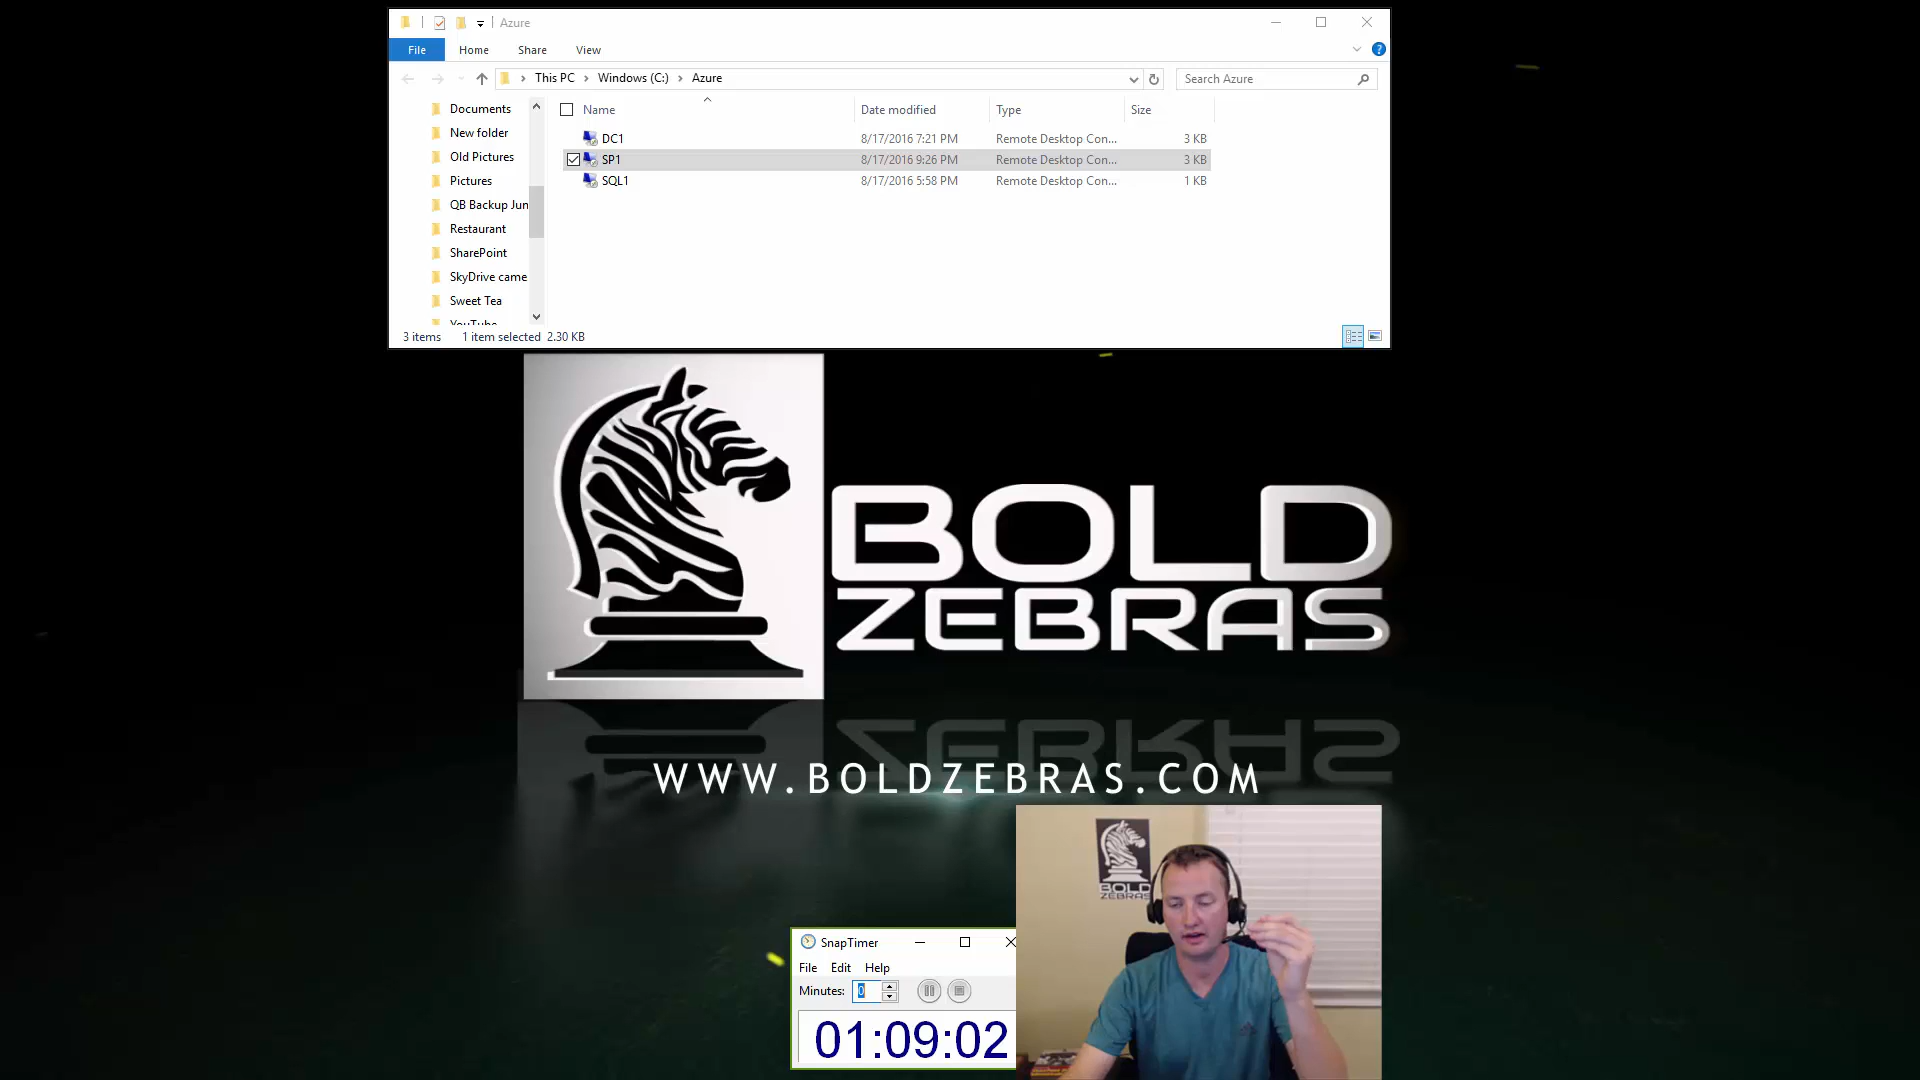 Azure
File Home Share View
This PC Windows (C:) Azure Search Azure
Name Date modified Type Size
Documents
New folder
Old Pictures
Pictures
QB Backup Jun
Restaurant
SharePoint
SkyDrive came
Sweet Tea
YouTube
DC1 8/17/2016 7:21 PM Remote Desktop Con... 3 KB
SP1 8/17/2016 9:26 PM Remote Desktop Con... 3 KB
SQL1 8/17/2016 5:58 PM Remote Desktop Con... 1 KB
3 items 1 item selected 2.30 KB
BOLD
ZEBRAS
WWW.BOLDZEBRAS.COM
BOLD
ZEBRAS
SnapTimer
File Edit Help
Minutes: 0
01:09:02